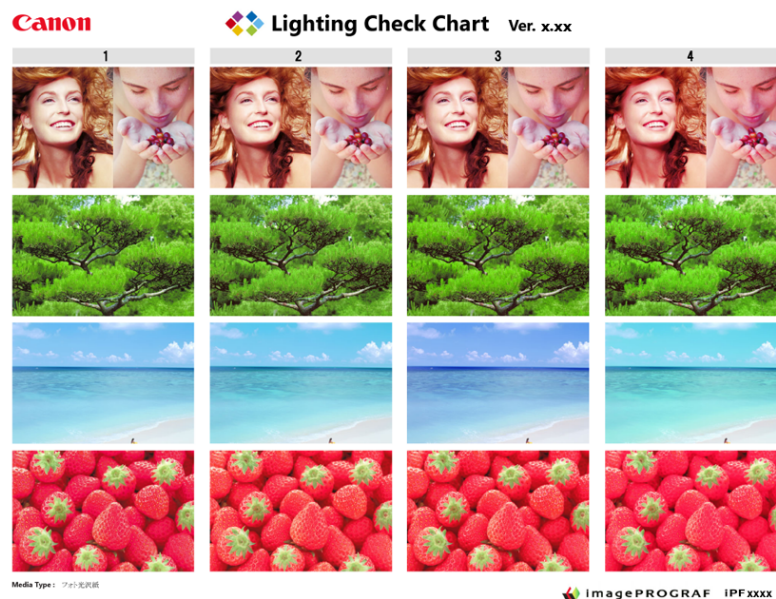 Canon
Lighting Check Chart Ver. x.xx
1 2 3 4
Media Type : フォト光沢紙
imagePROGRAF iPFxxxx